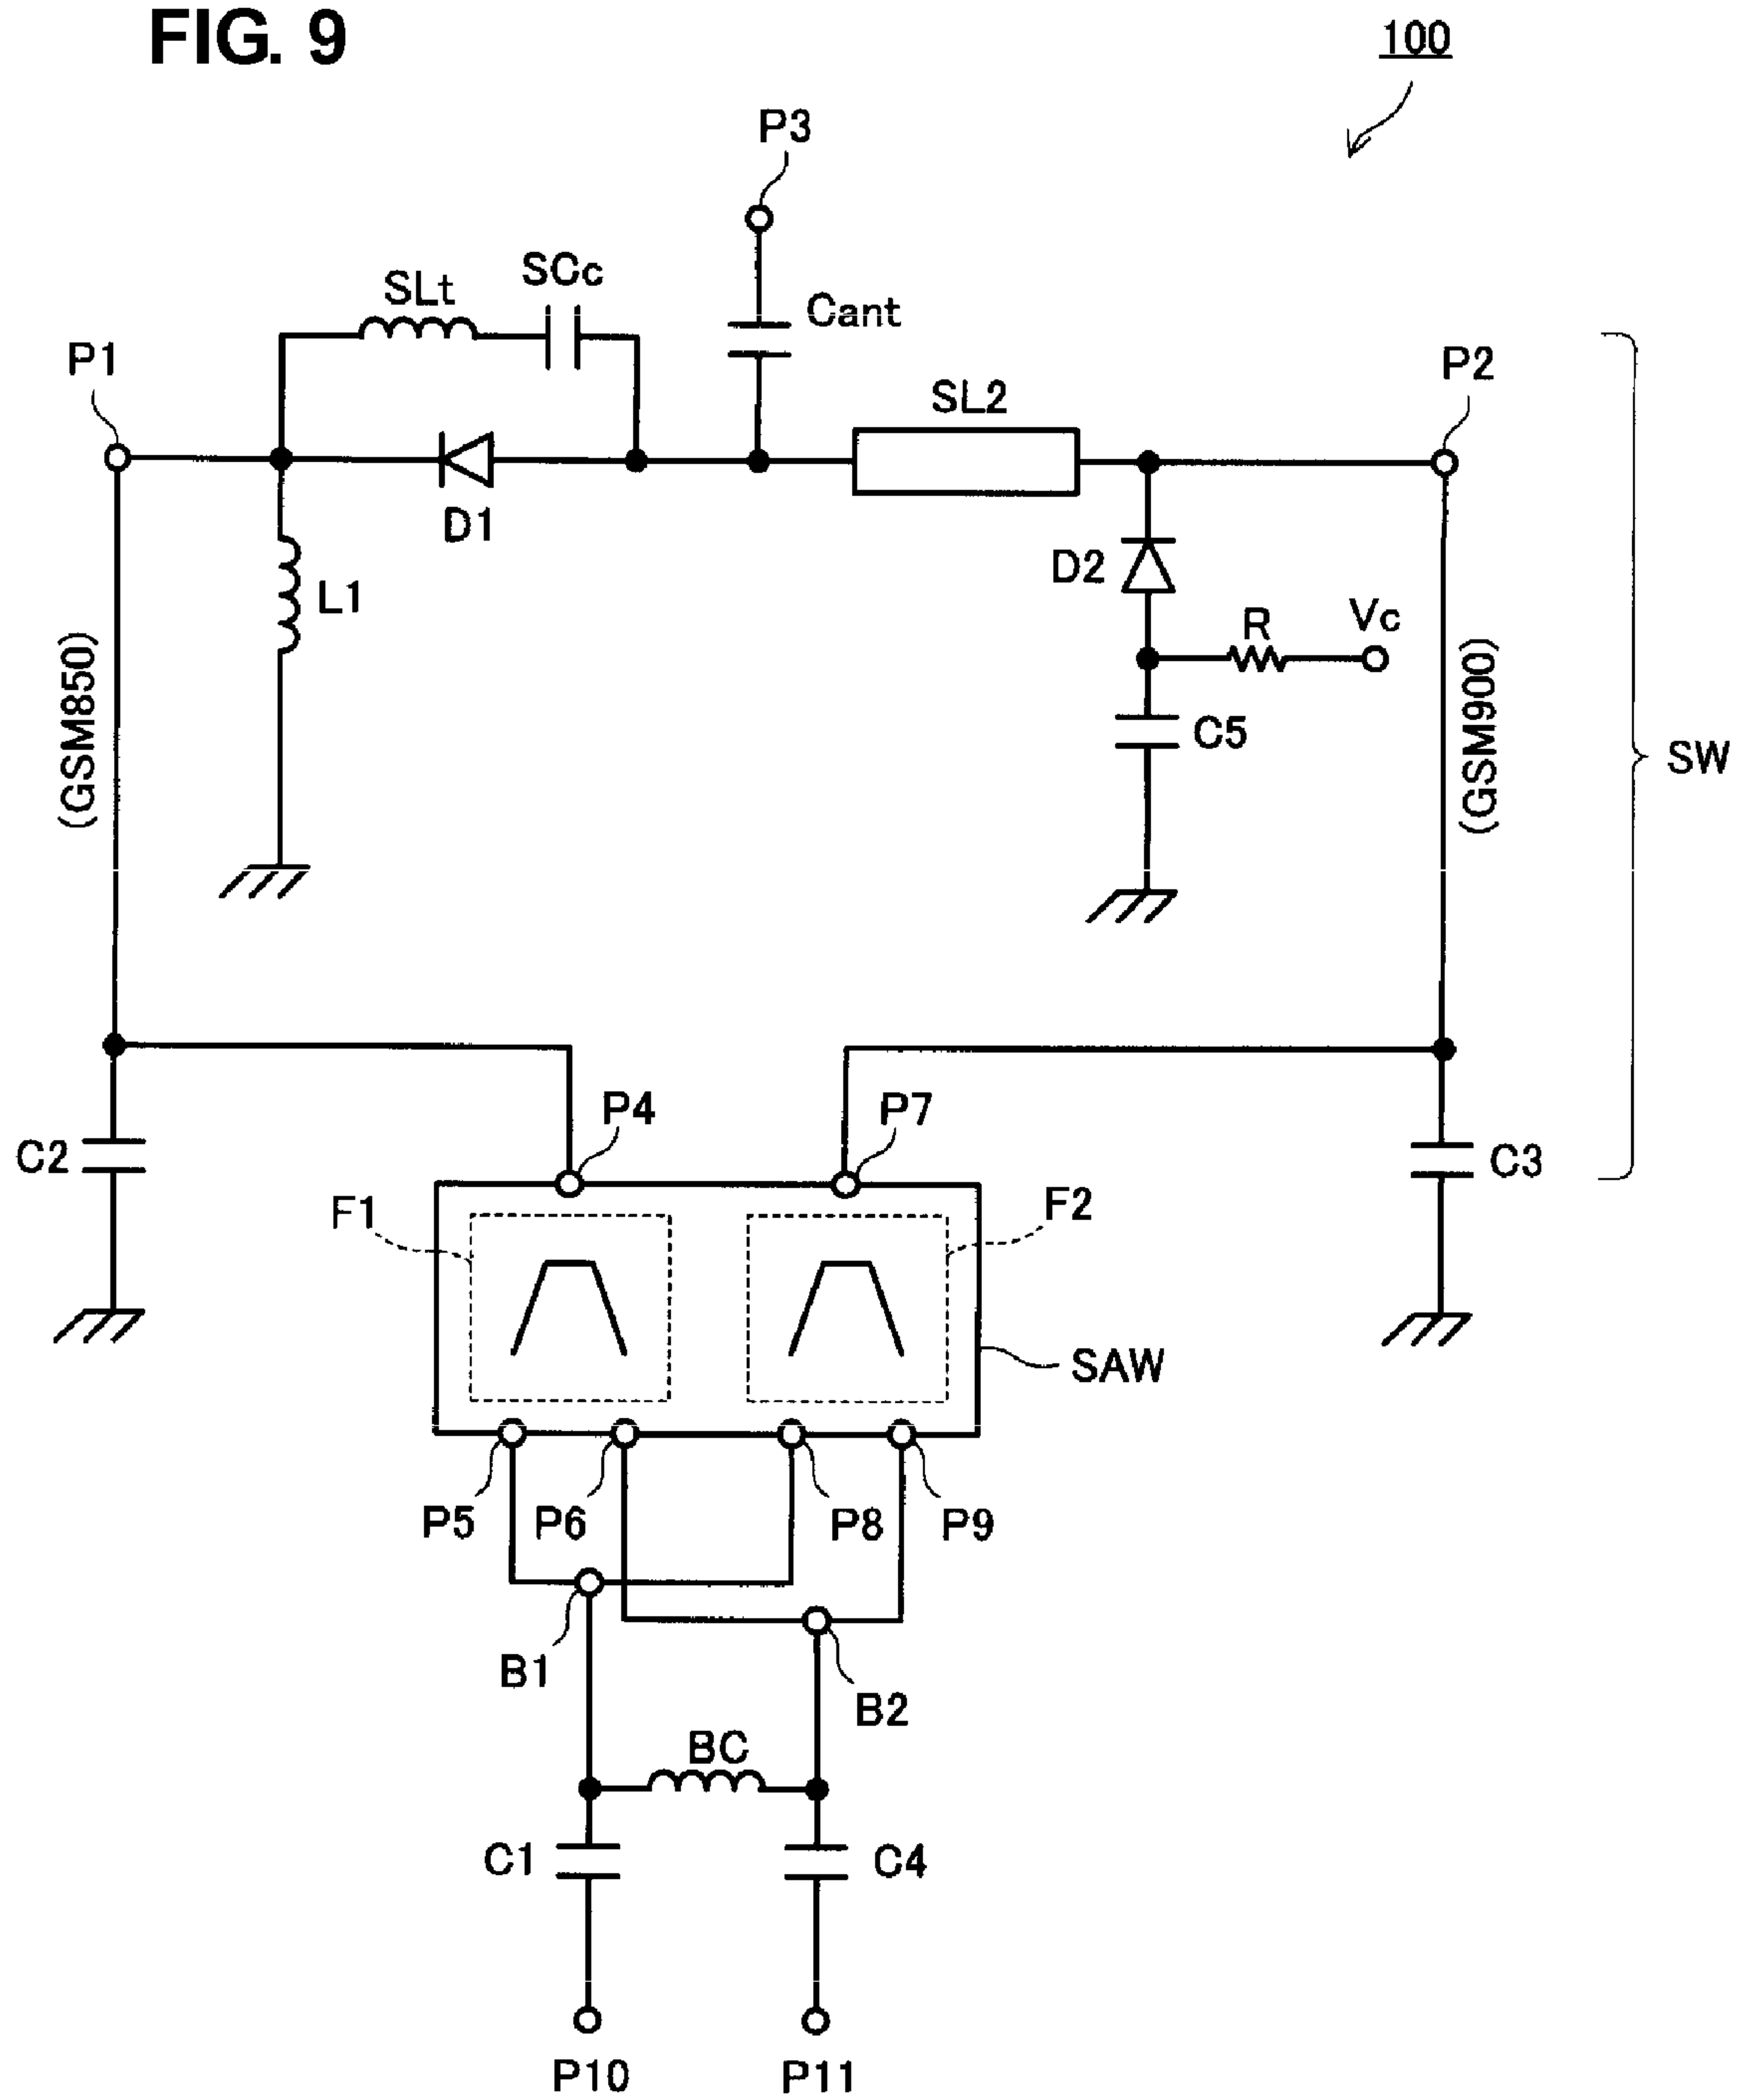 FIG. 9
100
P3
SCc
SLt
Cant
P1
P2
SL2
D1
D2
L1
R
Vc
(GSM850)
(GSM900)
C5
SW
P4
P7
C2
C3
F1
F2
SAW
P5
P6
P8
P9
B1
B2
BC
C1
C4
P10
P11